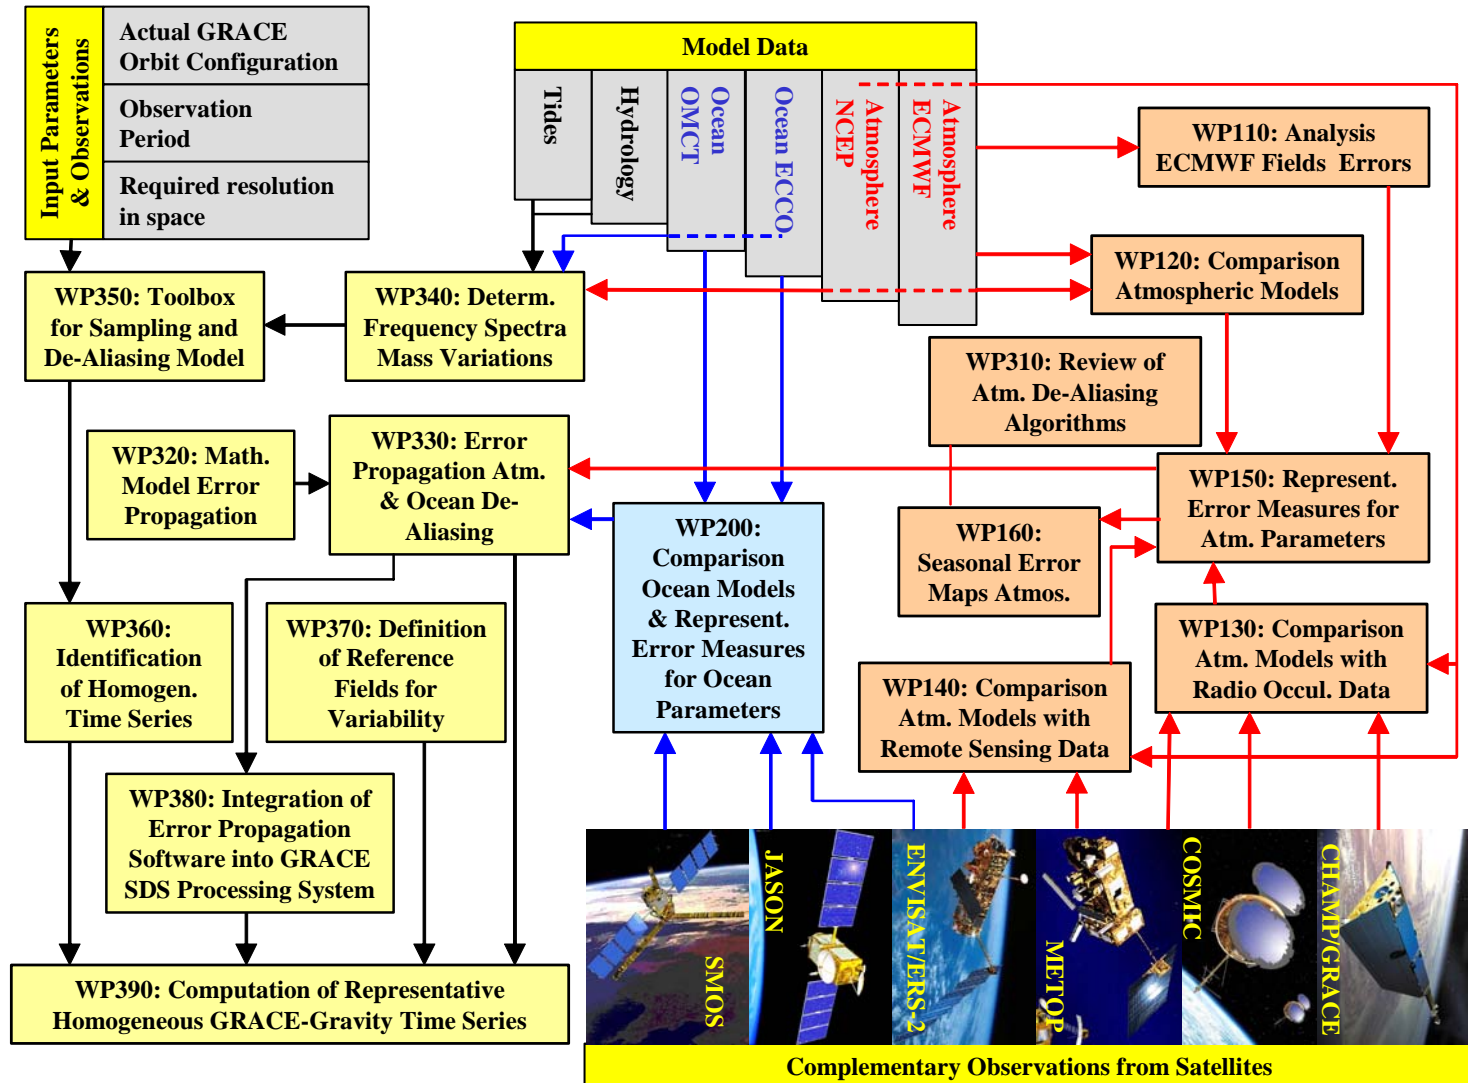 Input Parameters
& Observations
Actual GRACE
Orbit Configuration
Observation
Period
Required resolution
in space
Model Data
Tides
Hydrology
Ocean
OMCT
Ocean ECCO
Atmosphere
NCEP
Atmosphere
ECMWF
WP110: Analysis
ECMWF Fields Errors
WP120: Comparison
Atmospheric Models
WP350: Toolbox
for Sampling and
De-Aliasing Model
WP340: Determ.
Frequency Spectra
Mass Variations
WP310: Review of
Atm. De-Aliasing
Algorithms
WP320: Math.
Model Error
Propagation
WP330: Error
Propagation Atm.
& Ocean De-
Aliasing
WP150: Represent.
Error Measures for
Atm. Parameters
WP200:
Comparison
Ocean Models
& Represent.
Error Measures
for Ocean
Parameters
WP160:
Seasonal Error
Maps Atmos.
WP360:
Identification
of Homogen.
Time Series
WP370: Definition
of Reference
Fields for
Variability
WP130: Comparison
Atm. Models with
Radio Occul. Data
WP140: Comparison
Atm. Models with
Remote Sensing Data
WP380: Integration of
Error Propagation
Software into GRACE
SDS Processing System
WP390: Computation of Representative
Homogeneous GRACE-Gravity Time Series
SMOS
JASON
ENVISAT/ERS-2
METOP
COSMIC
CHAMP/GRACE
Complementary Observations from Satellites